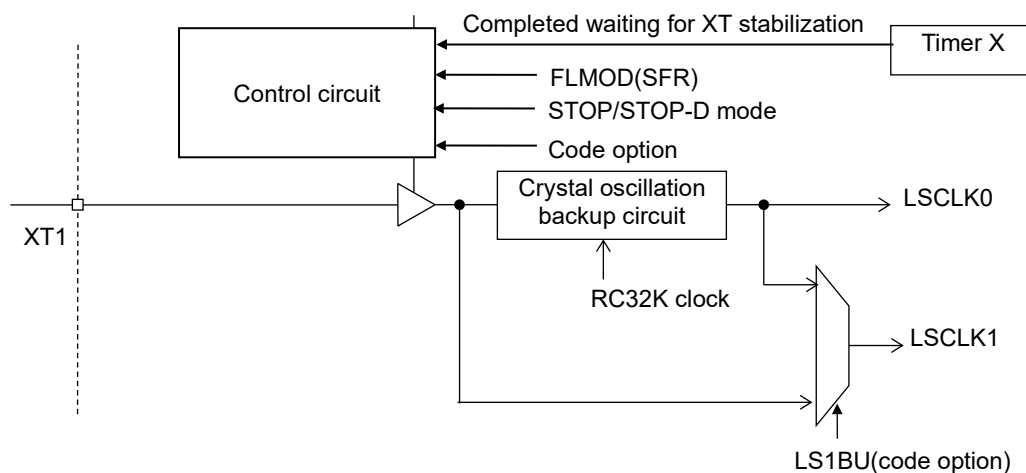 Completed waiting for XT stabilization
Timer X
Control circuit
FLMOD(SFR)
STOP/STOP-D mode
Code option
Crystal oscillation
backup circuit
LSCLK0
XT1
RC32K clock
LSCLK1
LS1BU(code option)